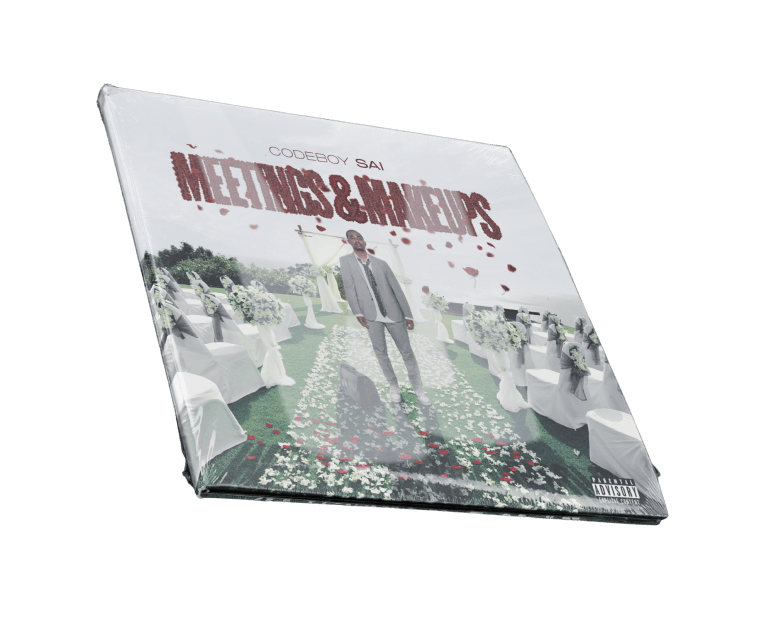 CODEBOY SAI
MEETINGS & MAKEUPS
PARENTAL
ADVISORY
EXPLICIT CONTENT